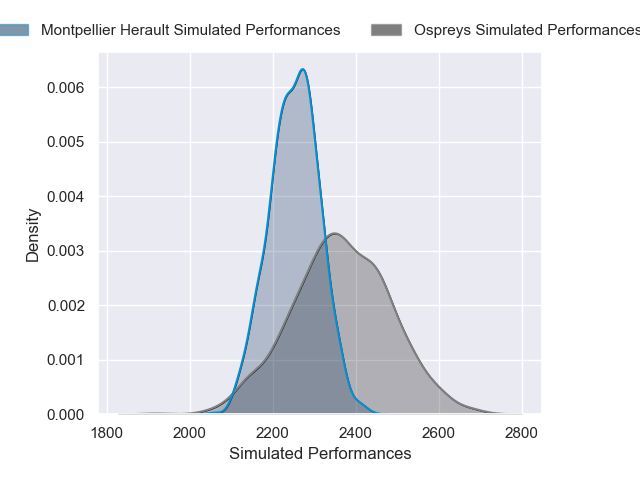 Montpellier Herault Simulated Performances
Ospreys Simulated Performances
0.006
0.005
0.004
0.003
0.002
0.001
0.000
Density
1800 2000 2200 2400 2600 2800
Simulated Performances